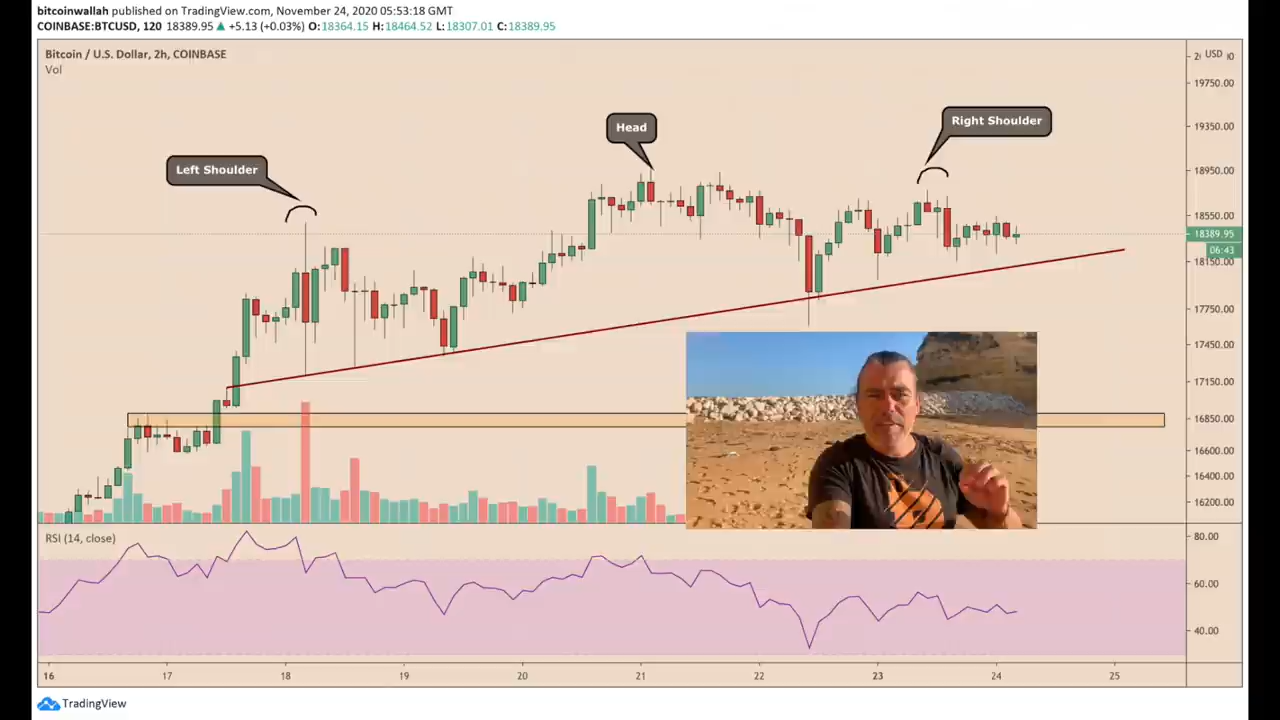 bitcoinwallah published on TradingView.com, November 24, 2020 05:53:18 GMT
COINBASE:BTCUSD, 120 18389.95 ▲ +5.13 (+0.03%) O:18364.15 H:18464.52 L:18307.01 C:18389.95
Bitcoin / U.S. Dollar, 2h, COINBASE
Vol
USD
19750.00
19350.00
18950.00
18550.00
18389.95
06:43
18150.00
17750.00
17450.00
17150.00
16850.00
16600.00
16400.00
16200.00
Left Shoulder
Head
Right Shoulder
RSI (14, close)
80.00
60.00
40.00
16 17 18 19 20 21 22 23 24 25
TradingView